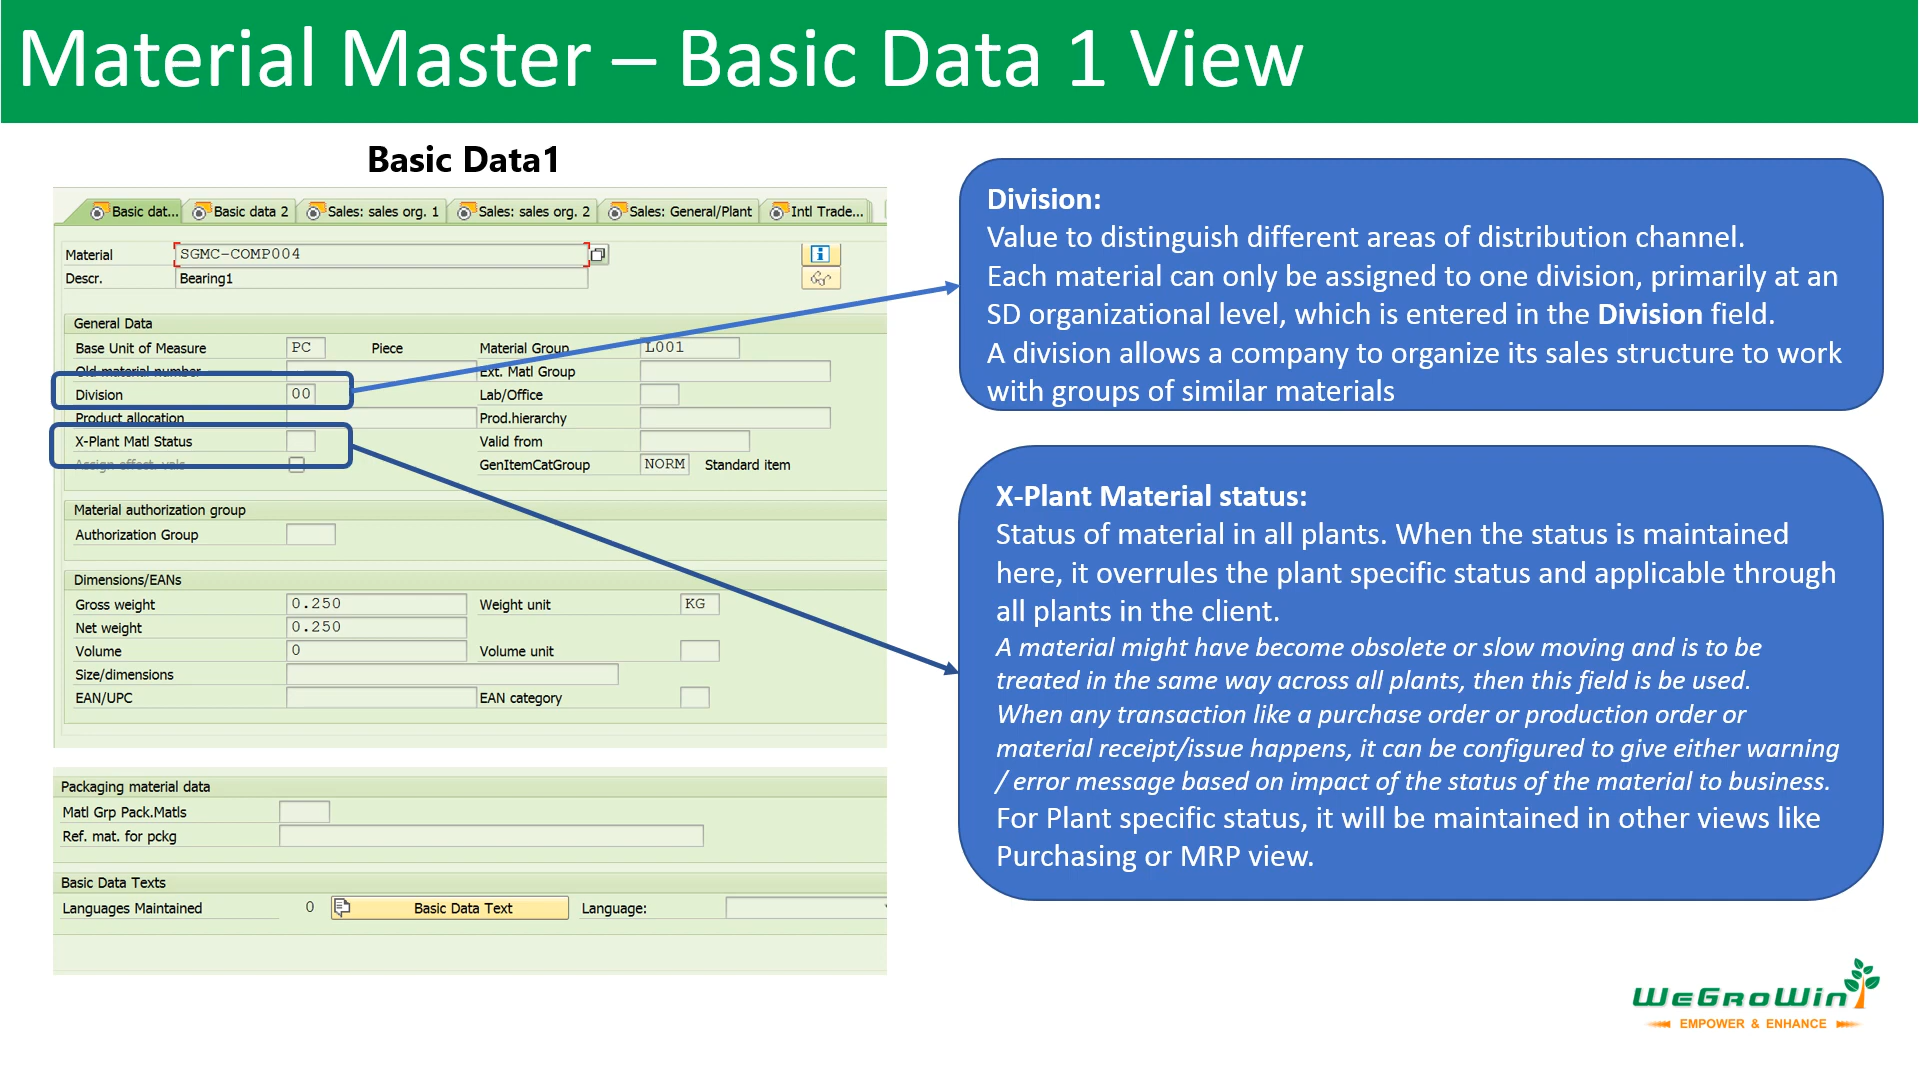 Material Master – Basic Data 1 View
Basic Data1
Basic dat... Basic data 2 Sales: sales org. 1 Sales: sales org. 2 Sales: General/Plant Intl Trade...
Material SGMC-COMP004
Descr. Bearing1
General Data
Base Unit of Measure PC Piece Material Group L001
Old material number Ext. Matl Group
Division 00 Lab/Office
Product allocation Prod.hierarchy
X-Plant Matl Status Valid from
Assign effect. vals GenItemCatGroup NORM Standard item
Material authorization group
Authorization Group
Dimensions/EANs
Gross weight 0.250 Weight unit KG
Net weight 0.250
Volume 0 Volume unit
Size/dimensions
EAN/UPC EAN category
Packaging material data
Matl Grp Pack.Matls
Ref. mat. for pckg
Basic Data Texts
Languages Maintained 0 Basic Data Text Language:
Division:
Value to distinguish different areas of distribution channel.
Each material can only be assigned to one division, primarily at an
SD organizational level, which is entered in the Division field.
A division allows a company to organize its sales structure to work
with groups of similar materials
X-Plant Material status:
Status of material in all plants. When the status is maintained
here, it overrules the plant specific status and applicable through
all plants in the client.
A material might have become obsolete or slow moving and is to be
treated in the same way across all plants, then this field is be used.
When any transaction like a purchase order or production order or
material receipt/issue happens, it can be configured to give either warning
/ error message based on impact of the status of the material to business.
For Plant specific status, it will be maintained in other views like
Purchasing or MRP view.
WeGroWin
EMPOWER & ENHANCE